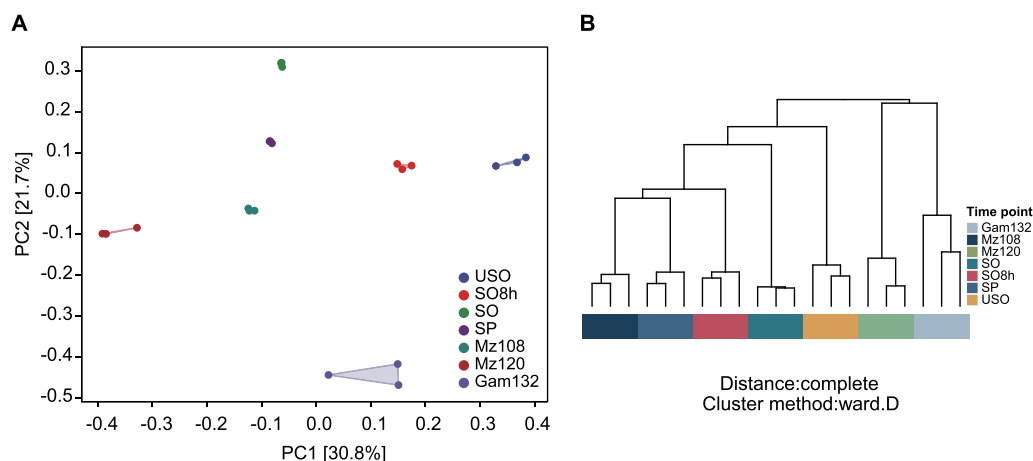 A
B
PC2 [21.7%]
0.3
0.2
0.1
0.0
-0.1
-0.2
-0.3
-0.4
-0.5
-0.4
-0.3
-0.2
-0.1
0.0
0.1
0.2
0.3
0.4
PC1 [30.8%]
USO
SO8h
SO
SP
Mz108
Mz120
Gam132
Time point
Gam132
Mz108
Mz120
SO
SO8h
SP
USO
Distance:complete
Cluster method:ward.D